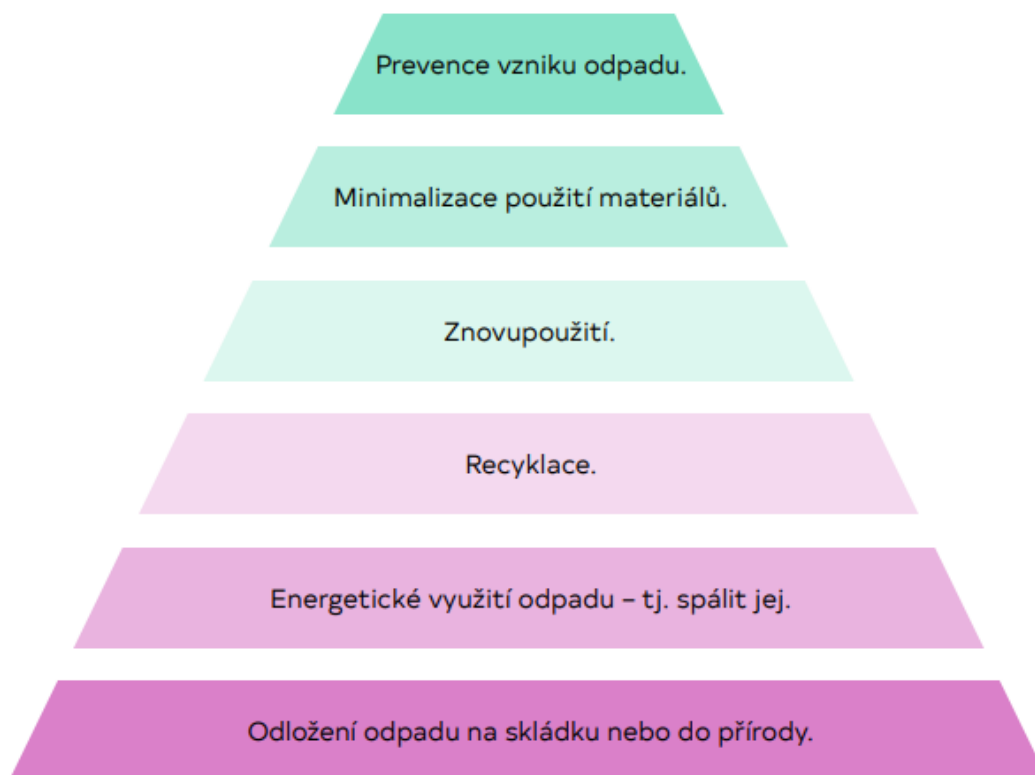 Prevence vzniku odpadu.
Minimalizace použití materiálů.
Znovupoužití.
Recyklace.
Energetické využití odpadu – tj. spálit jej.
Odložení odpadu na skládku nebo do přírody.